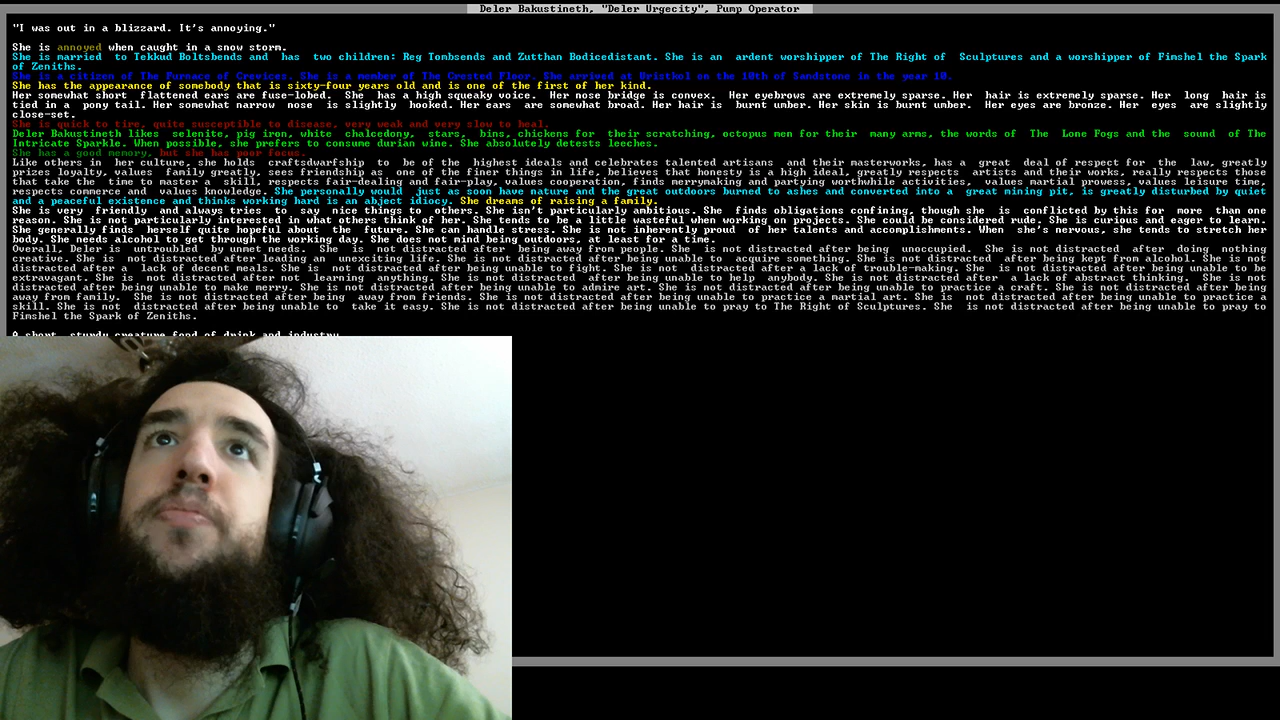 Deler Bakustineth, "Deler Urgecity", Pump Operator
"I was out in a blizzard. It's annoying."
She is annoyed when caught in a snow storm.
She is married to Tekkud Boltsbends and has two children: Reg Tombsends and Zutthan Bodicedistant. She is an ardent worshipper of The Right of Sculptures and a worshipper of Fimshel the Spark
of Zeniths.
She is a citizen of The Furnace of Crevices. She is a member of The Crested Floor. She arrived at Uristkol on the 10th of Sandstone in the year 10.
She has the appearance of somebody that is sixty-four years old and is one of the first of her kind.
Her somewhat short flattened ears are fuse-lobed. She has a high squeaky voice. Her nose bridge is convex. Her eyebrows are extremely sparse. Her hair is extremely sparse. Her long hair is
tied in a pony tail. Her somewhat narrow nose is slightly hooked. Her ears are somewhat broad. Her hair is burnt umber. Her skin is burnt umber. Her eyes are bronze. Her eyes are slightly
close-set.
She is quick to tire, quite susceptible to disease, very weak and very slow to heal.
Deler Bakustineth likes selenite, pig iron, white chalcedony, stars, bins, chickens for their scratching, octopus men for their many arms, the words of The Lone Fogs and the sound of The
Intricate Sparkle. When possible, she prefers to consume durian wine. She absolutely detests leeches.
She has a good memory, but she has poor focus.
Like others in her culture, she holds craftsdwarfship to be of the highest ideals and celebrates talented artisans and their masterworks, has a great deal of respect for the law, greatly
prizes loyalty, values family greatly, sees friendship as one of the finer things in life, believes that honesty is a high ideal, greatly respects artists and their works, really respects those
that take the time to master a skill, respects fair-dealing and fair-play, values cooperation, finds merrymaking and partying worthwhile activities, values martial prowess, values leisure time,
respects commerce and values knowledge. She personally would just as soon have nature and the great outdoors burned to ashes and converted into a great mining pit, is greatly disturbed by quiet
and a peaceful existence and thinks working hard is an abject idiocy. She dreams of raising a family.
She is very friendly and always tries to say nice things to others. She isn't particularly ambitious. She finds obligations confining, though she is conflicted by this for more than one
reason. She is not particularly interested in what others think of her. She tends to be a little wasteful when working on projects. She could be considered rude. She is curious and eager to learn.
She generally finds herself quite hopeful about the future. She can handle stress. She is not inherently proud of her talents and accomplishments. When she's nervous, she tends to stretch her
body. She needs alcohol to get through the working day. She does not mind being outdoors, at least for a time.
Overall, Deler is untroubled by unmet needs. She is not distracted after being away from people. She is not distracted after being unoccupied. She is not distracted after doing nothing
creative. She is not distracted after leading an unexciting life. She is not distracted after being unable to acquire something. She is not distracted after being kept from alcohol. She is not
distracted after a lack of decent meals. She is not distracted after being unable to fight. She is not distracted after a lack of trouble-making. She is not distracted after being unable to be
extravagant. She is not distracted after not learning anything. She is not distracted after being unable to help anybody. She is not distracted after a lack of abstract thinking. She is not
distracted after being unable to make merry. She is not distracted after being unable to admire art. She is not distracted after being unable to practice a craft. She is not distracted after being
away from family. She is not distracted after being away from friends. She is not distracted after being unable to practice a martial art. She is not distracted after being unable to practice a
skill. She is not distracted after being unable to take it easy. She is not distracted after being unable to pray to The Right of Sculptures. She is not distracted after being unable to pray to
Fimshel the Spark of Zeniths.
A short, sturdy creature fond of drink and industry.